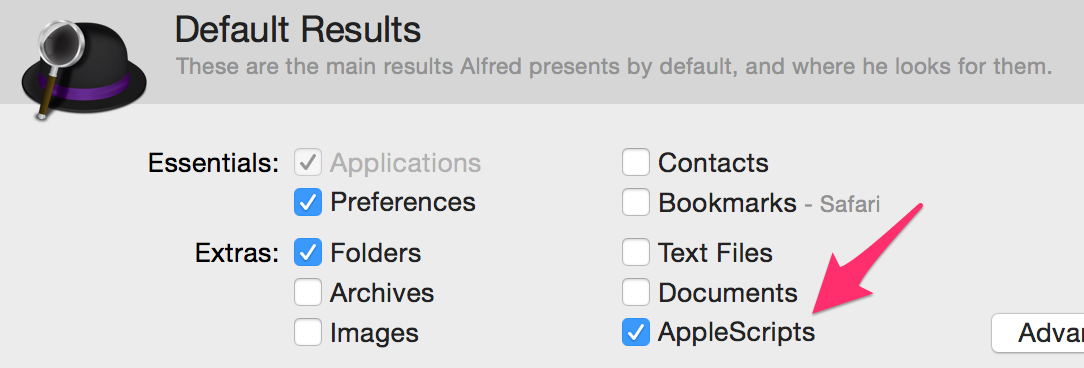 Default Results
These are the main results Alfred presents by default, and where he looks for them.
Essentials: Applications Contacts
Preferences Bookmarks - Safari
Extras: Folders Text Files
Archives Documents
Images AppleScripts Advan